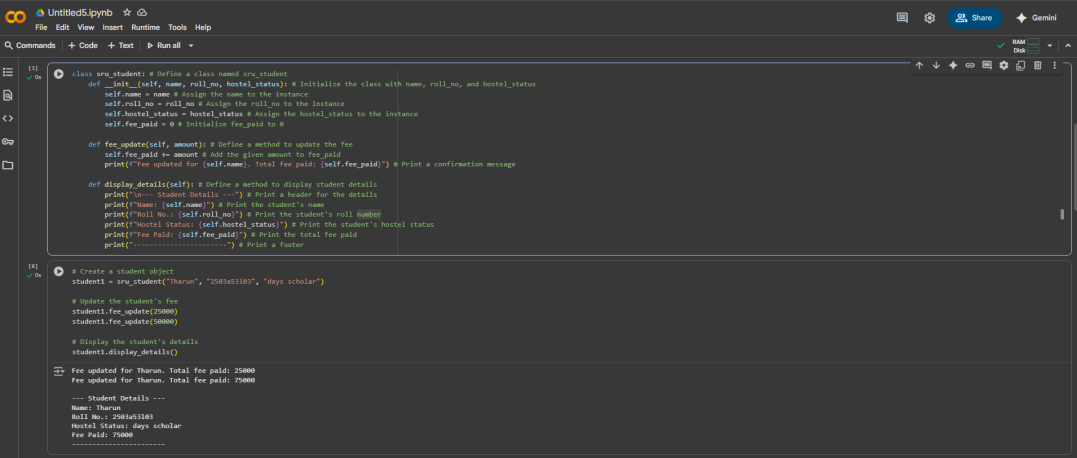 Untitled5.ipynb
File Edit View Insert Runtime Tools Help
Share
Gemini
Commands + Code + Text Run all
RAM
Disk
[3]
0s
class sru_student: # Define a class named sru_student
    def __init__(self, name, roll_no, hostel_status): # Initialize the class with name, roll_no, and hostel_status
        self.name = name # Assign the name to the instance
        self.roll_no = roll_no # Assign the roll_no to the instance
        self.hostel_status = hostel_status # Assign the hostel_status to the instance
        self.fee_paid = 0 # Initialize fee_paid to 0
    def fee_update(self, amount): # Define a method to update the fee
        self.fee_paid += amount # Add the given amount to fee_paid
        print(f"Fee updated for {self.name}. Total fee paid: {self.fee_paid}") # Print a confirmation message
    def display_details(self): # Define a method to display student details
        print("\n--- Student Details ---") # Print a header for the details
        print(f"Name: {self.name}") # Print the student's name
        print(f"Roll No.: {self.roll_no}") # Print the student's roll number
        print(f"Hostel Status: {self.hostel_status}") # Print the student's hostel status
        print(f"Fee Paid: {self.fee_paid}") # Print the total fee paid
        print("-----------------------") # Print a footer
[8]
0s
# Create a student object
student1 = sru_student("Tharun", "2503a53l03", "days scholar")
# Update the student's fee
student1.fee_update(25000)
student1.fee_update(50000)
# Display the student's details
student1.display_details()
Fee updated for Tharun. Total fee paid: 25000
Fee updated for Tharun. Total fee paid: 75000
--- Student Details ---
Name: Tharun
Roll No.: 2503a53l03
Hostel Status: days scholar
Fee Paid: 75000
-----------------------